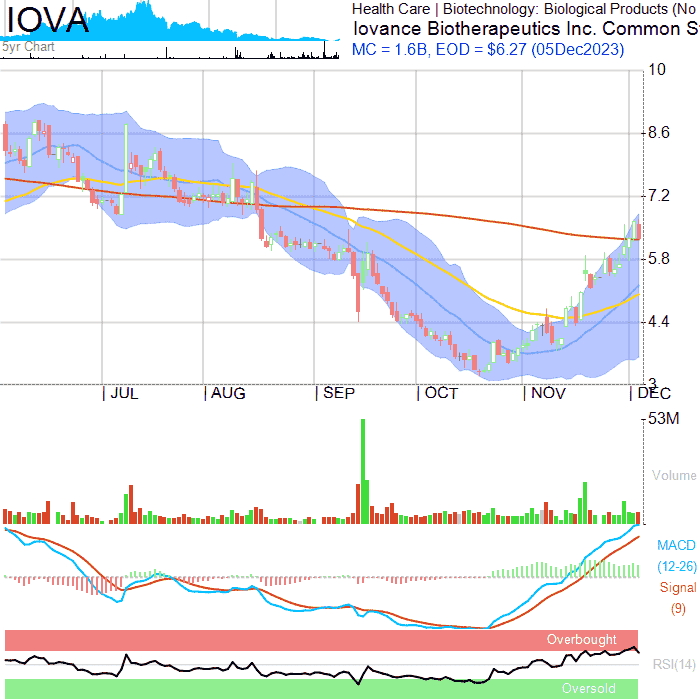 IOVA
5yr Chart
Health Care | Biotechnology: Biological Products (No
Iovance Biotherapeutics Inc. Common S
MC = 1.6B, EOD = $6.27 (05Dec2023)
10
8.6
7.2
5.8
4.4
3
JUL AUG SEP OCT NOV DEC
53M
Volume
MACD
(12-26)
Signal
(9)
Overbought
RSI(14)
Oversold